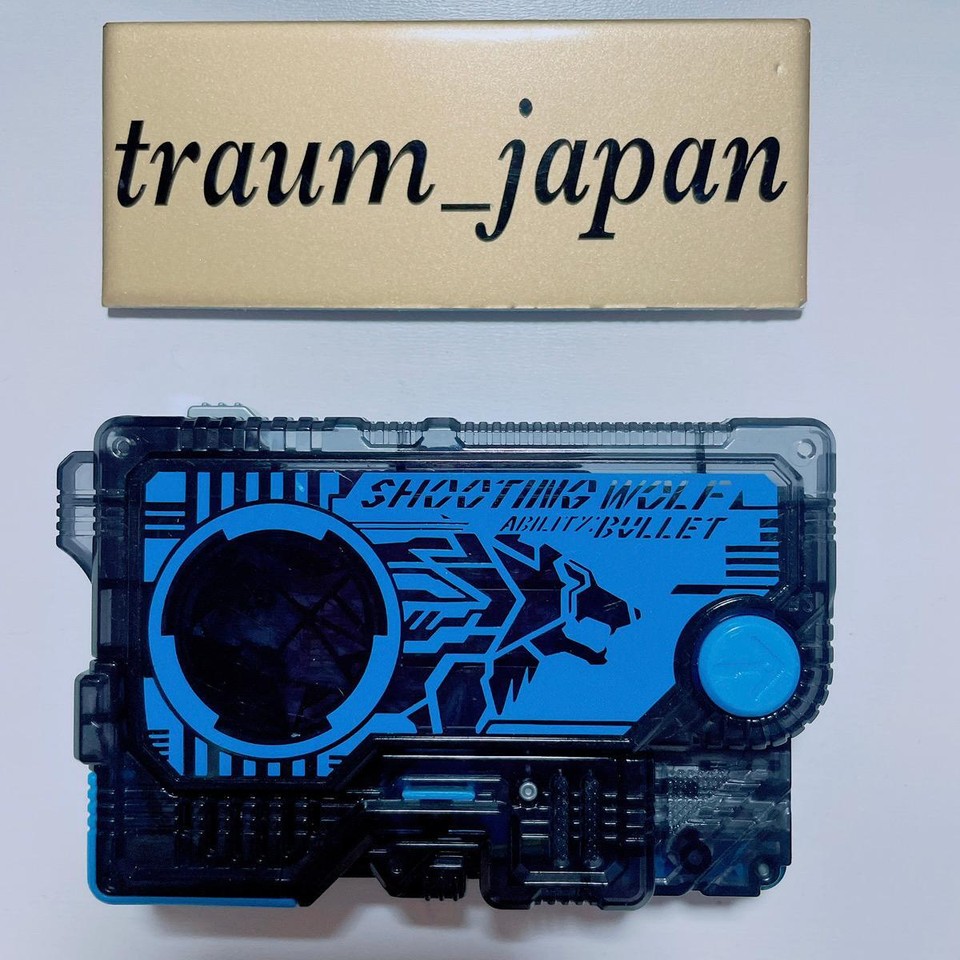 traum_japan
SHOOTING WOLF
ABILITY/BULLET